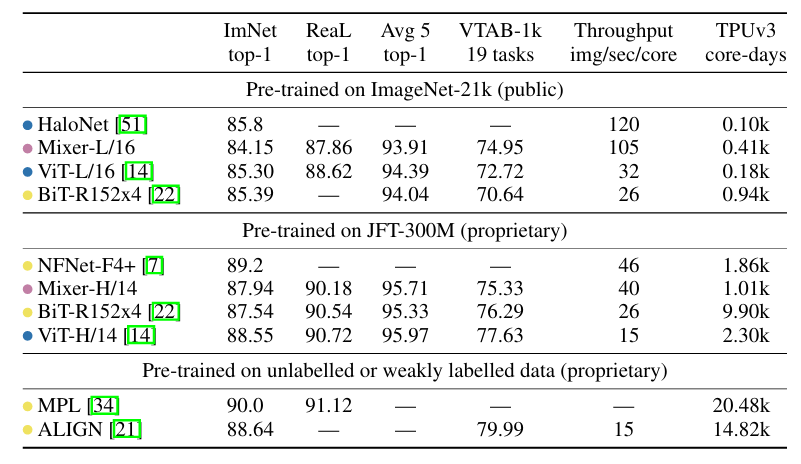 ImNet ReaL Avg 5 VTAB-1k Throughput TPUv3
top-1 top-1 top-1 19 tasks img/sec/core core-days
Pre-trained on ImageNet-21k (public)
HaloNet [51] 85.8 — — — 120 0.10k
Mixer-L/16 84.15 87.86 93.91 74.95 105 0.41k
ViT-L/16 [14] 85.30 88.62 94.39 72.72 32 0.18k
BiT-R152x4 [22] 85.39 — 94.04 70.64 26 0.94k
Pre-trained on JFT-300M (proprietary)
NFNet-F4+ [7] 89.2 — — — 46 1.86k
Mixer-H/14 87.94 90.18 95.71 75.33 40 1.01k
BiT-R152x4 [22] 87.54 90.54 95.33 76.29 26 9.90k
ViT-H/14 [14] 88.55 90.72 95.97 77.63 15 2.30k
Pre-trained on unlabelled or weakly labelled data (proprietary)
MPL [34] 90.0 91.12 — — — 20.48k
ALIGN [21] 88.64 — — 79.99 15 14.82k